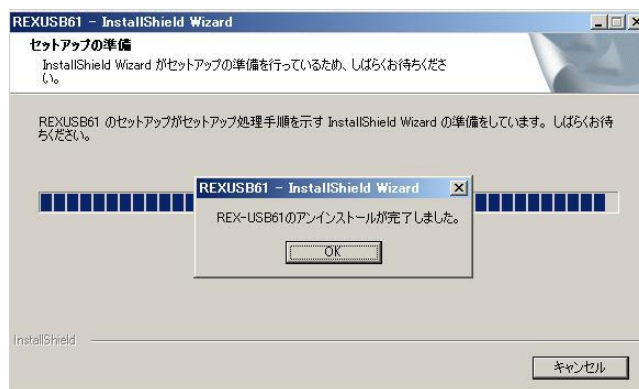 REXUSB61 - InstallShield Wizard
セットアップの準備
InstallShield Wizard がセットアップの準備を行っているため、しばらくお待ちくださ
い。
REXUSB61 のセットアップがセットアップ処理手順を示す InstallShield Wizard の準備をしています。しばらくお待
ちください。
REXUSB61 - InstallShield Wizard
REX-USB61のアンインストールが完了しました。
OK
InstallShield
キャンセル